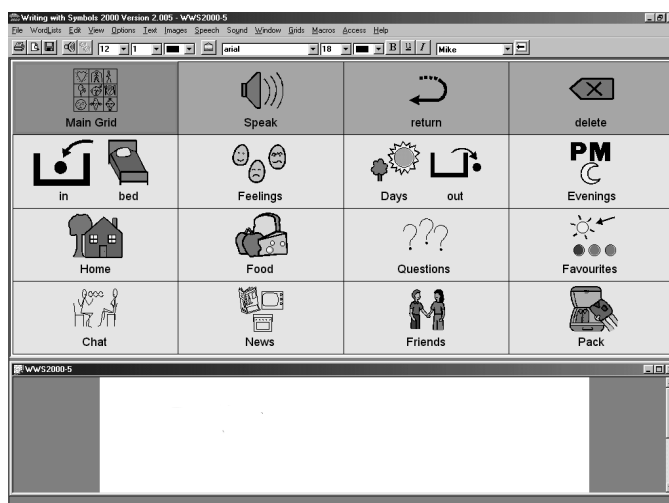 Writing with Symbols 2000 Version 2.005 - WWS2000-5
File WordLists Edit View Options Text Images Speech Sound Window Grids Macros Access Help
12 1 arial 18 B U I Mike
Main Grid Speak return delete
PM
in bed Feelings Days out Evenings
Home Food Questions Favourites
Chat News Friends Pack
WWS2000-5